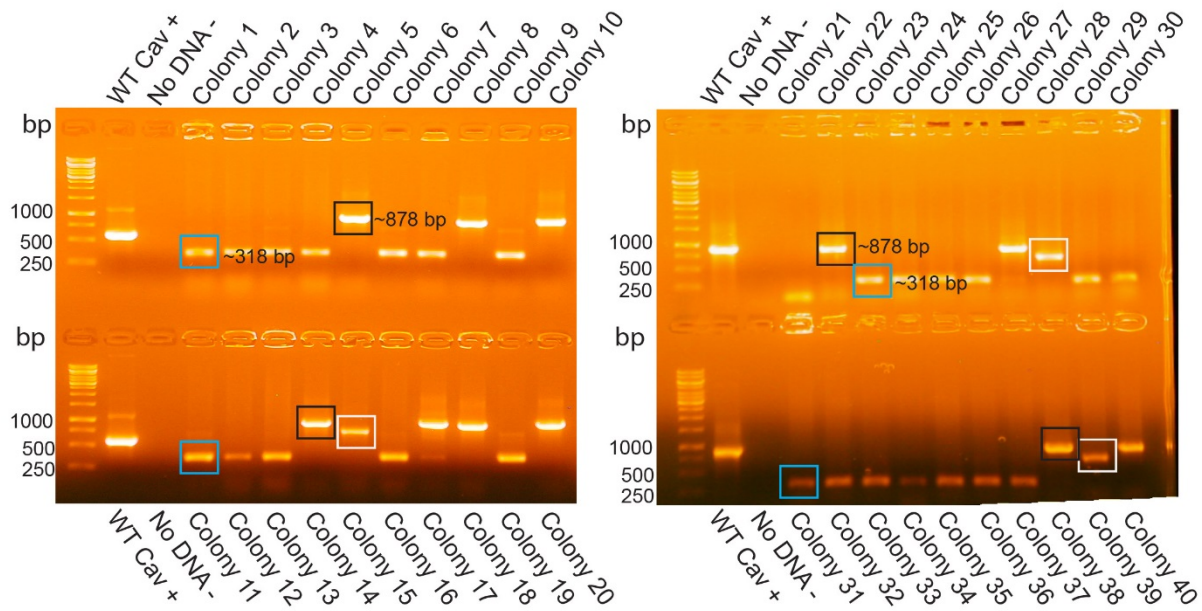 WT Cav +
No DNA -
Colony 1
Colony 2
Colony 3
Colony 4
Colony 5
Colony 6
Colony 7
Colony 8
Colony 9
Colony 10
bp
1000
500
250
~318 bp
~878 bp
bp
1000
500
250
WT Cav +
No DNA -
Colony 11
Colony 12
Colony 13
Colony 14
Colony 15
Colony 16
Colony 17
Colony 18
Colony 19
Colony 20
WT Cav +
No DNA -
Colony 21
Colony 22
Colony 23
Colony 24
Colony 25
Colony 26
Colony 27
Colony 28
Colony 29
Colony 30
bp
1000
500
250
~878 bp
~318 bp
bp
1000
500
250
WT Cav +
No DNA -
Colony 31
Colony 32
Colony 33
Colony 34
Colony 35
Colony 36
Colony 37
Colony 38
Colony 39
Colony 40